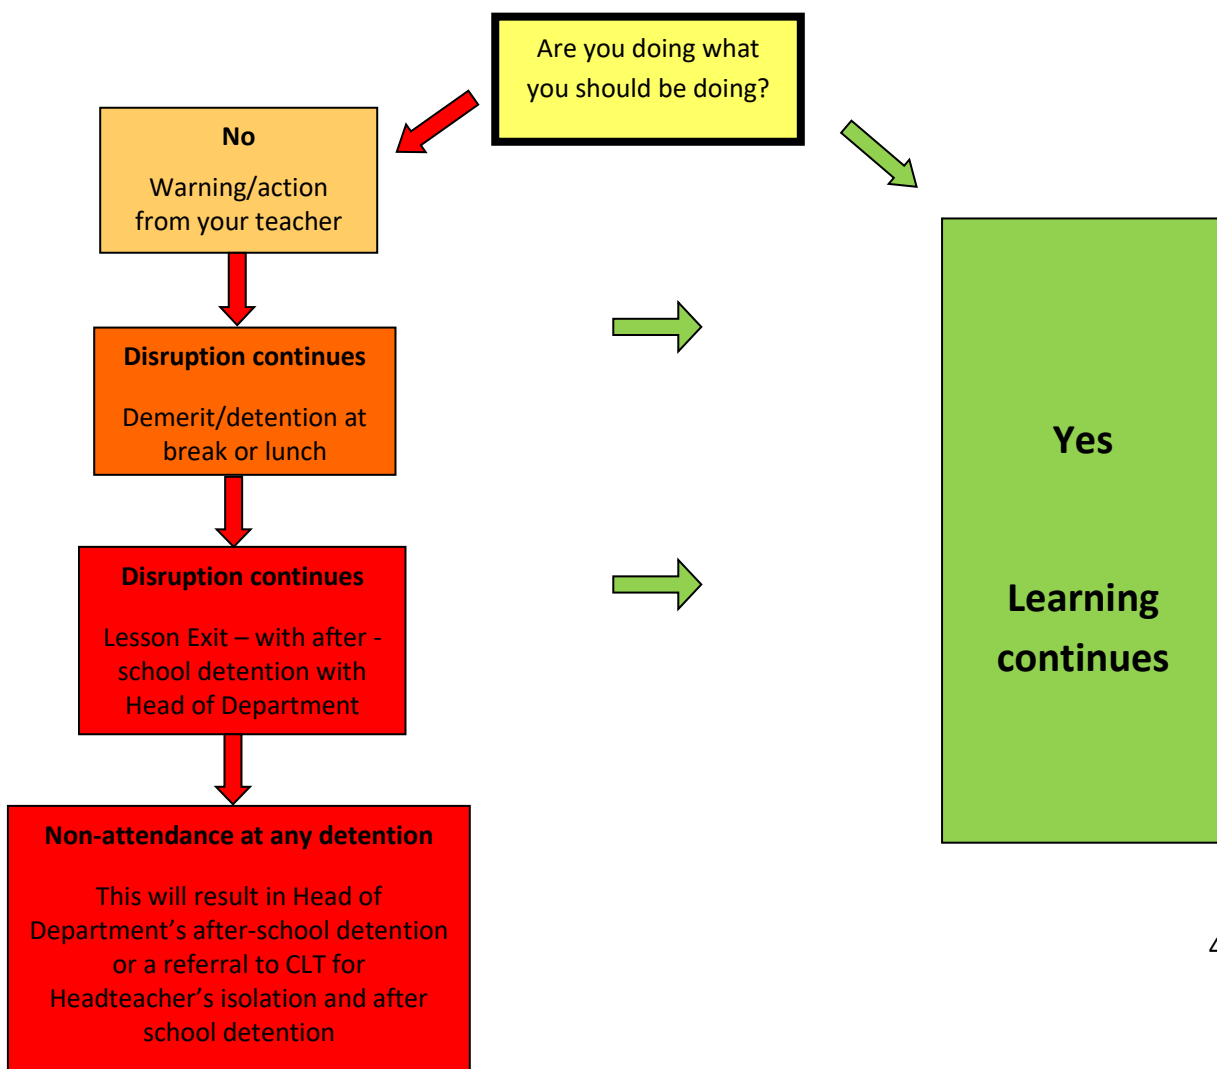 Are you doing what
you should be doing?
No
Warning/action
from your teacher
Disruption continues
Demerit/detention at
break or lunch
Disruption continues
Lesson Exit – with after -
school detention with
Head of Department
Non-attendance at any detention
This will result in Head of
Department’s after-school detention
or a referral to CLT for
Headteacher’s isolation and after
school detention
Yes
Learning
continues